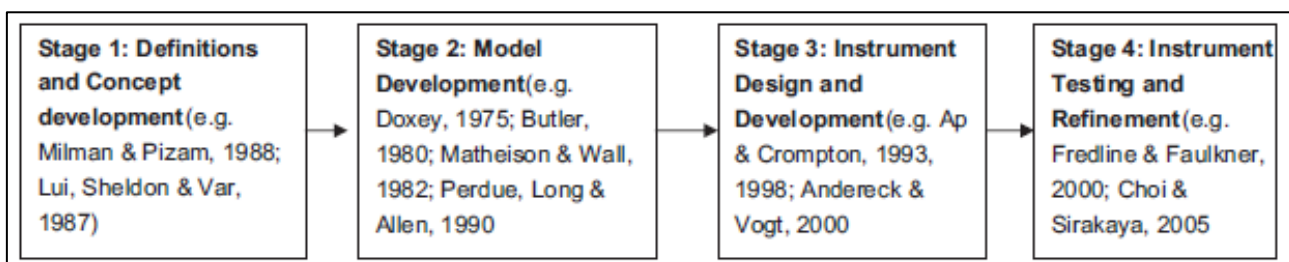 Stage 1: Definitions
and Concept
development(e.g.
Milman & Pizam, 1988;
Lui, Sheldon & Var,
1987)
Stage 2: Model
Development(e.g.
Doxey, 1975; Butler,
1980; Matheison & Wall,
1982; Perdue, Long &
Allen, 1990
Stage 3: Instrument
Design and
Development(e.g. Ap
& Crompton, 1993,
1998; Andereck &
Vogt, 2000
Stage 4: Instrument
Testing and
Refinement(e.g.
Fredline & Faulkner,
2000; Choi &
Sirakaya, 2005